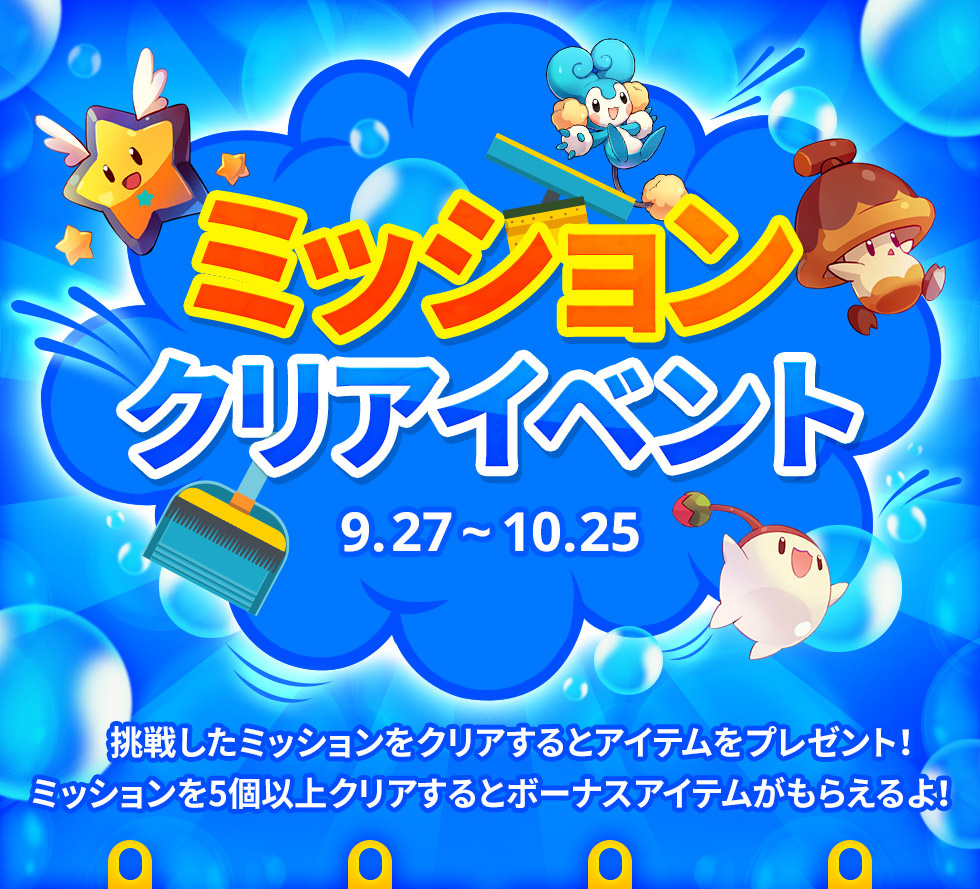 ミッション
クリアイベント
9.27~10.25
挑戦したミッションをクリアするとアイテムをプレゼント!
ミッションを5個以上クリアするとボーナスアイテムがもらえるよ!